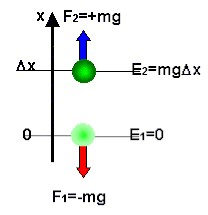 x F₂=+mg
Δx E₂=mgΔx
0 E₁=0
F₁=-mg